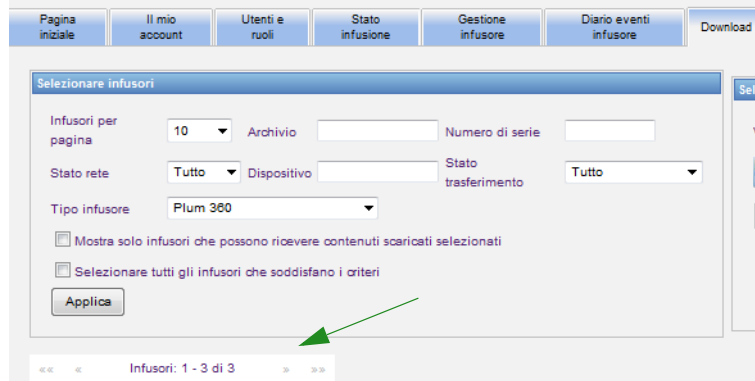 Pagina iniziale
Il mio account
Utenti e ruoli
Stato infusione
Gestione infusore
Diario eventi infusore
Download
Selezionare infusori
Sel
Infusori per pagina 10 Archivio Numero di serie
Stato rete Tutto Dispositivo Stato trasferimento Tutto
Tipo infusore Plum 360
Mostra solo infusori che possono ricevere contenuti scaricati selezionati
Selezionare tutti gli infusori che soddisfano i criteri
Applica
«« « Infusori: 1 - 3 di 3 » »»